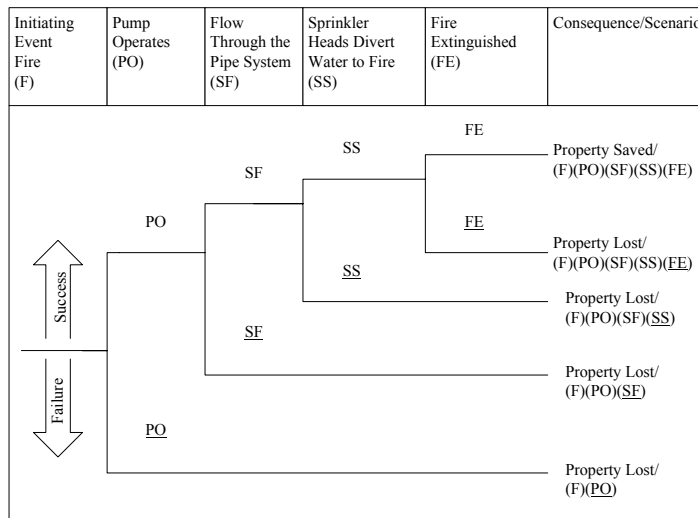 Initiating
Event
Fire
(F)
Pump
Operates
(PO)
Flow
Through the
Pipe System
(SF)
Sprinkler
Heads Divert
Water to Fire
(SS)
Fire
Extinguished
(FE)
Consequence/Scenario
FE
SS
Property Saved/
(F)(PO)(SF)(SS)(FE)
SF
PO
FE
Property Lost/
(F)(PO)(SF)(SS)(FE)
SS
Property Lost/
(F)(PO)(SF)(SS)
Success
SF
Property Lost/
(F)(PO)(SF)
Failure
PO
Property Lost/
(F)(PO)